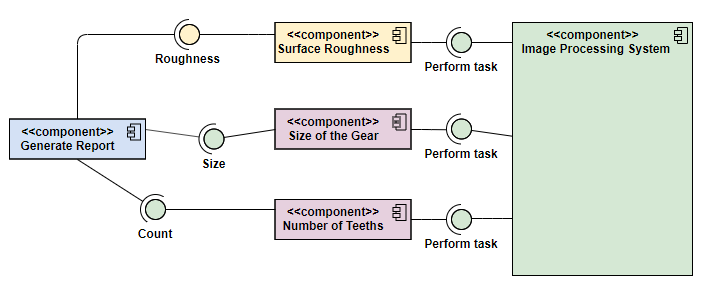 <<component>>
Surface Roughness
<<component>>
Image Processing System
Roughness
Perform task
<<component>>
Generate Report
<<component>>
Size of the Gear
Size
Perform task
<<component>>
Number of Teeths
Count
Perform task